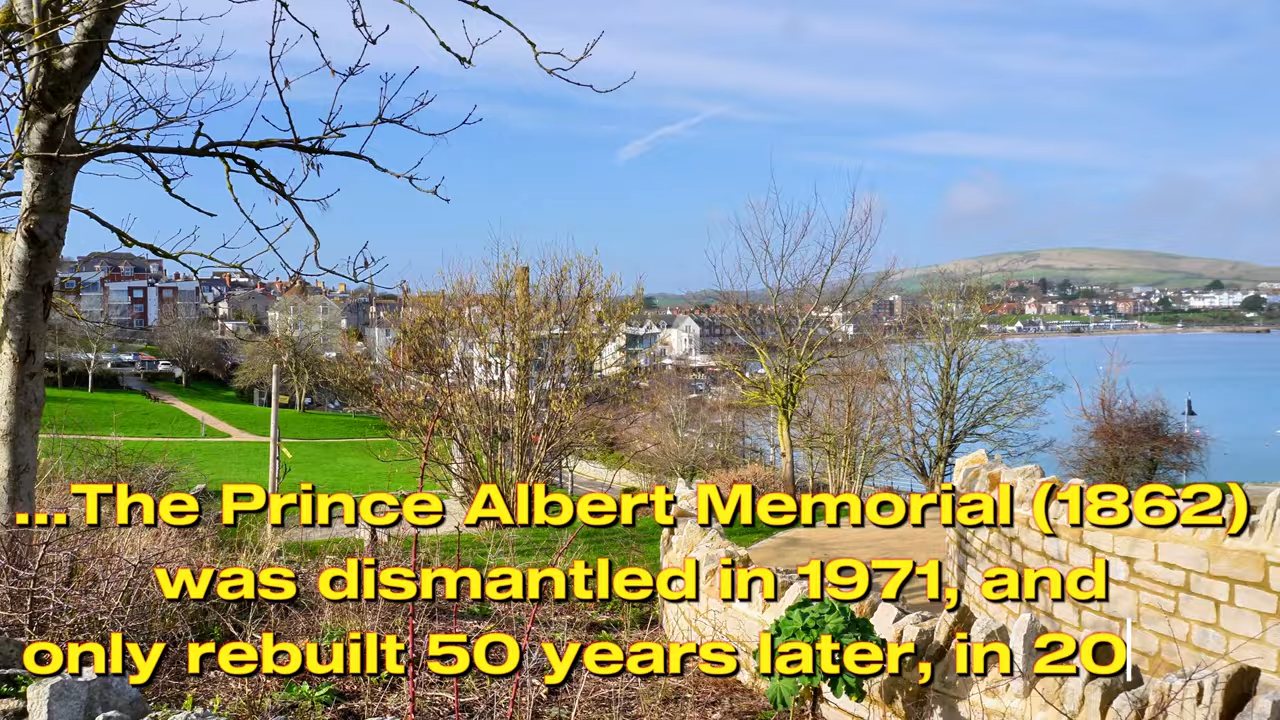 ...The Prince Albert Memorial (1862)
was dismantled in 1971, and
only rebuilt 50 years later, in 20